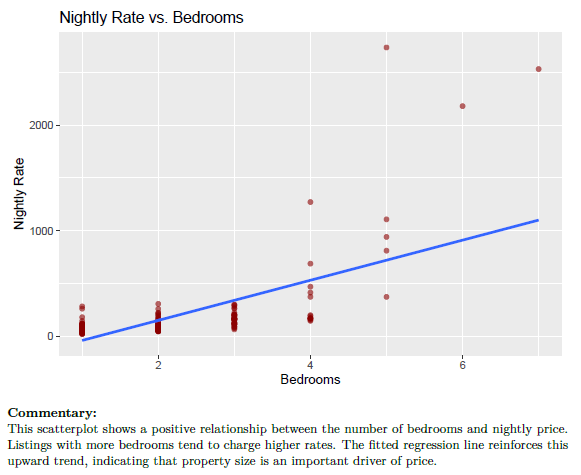 Nightly Rate vs. Bedrooms
Nightly Rate
2000
1000
0
2
4
6
Bedrooms
Commentary:
This scatterplot shows a positive relationship between the number of bedrooms and nightly price.
Listings with more bedrooms tend to charge higher rates. The fitted regression line reinforces this
upward trend, indicating that property size is an important driver of price.